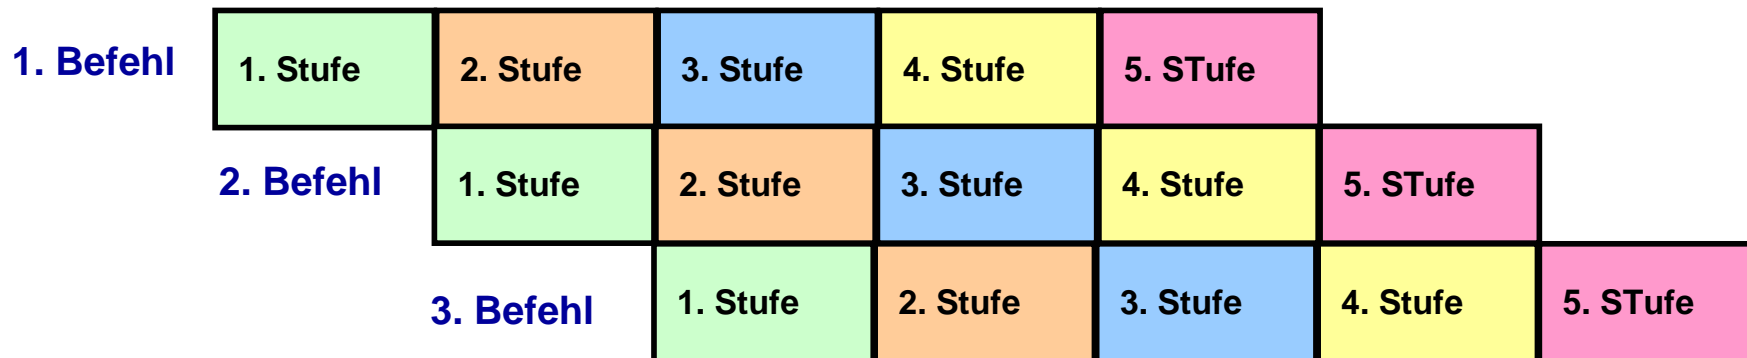 1. Befehl 1. Stufe 2. Stufe 3. Stufe 4. Stufe 5. STufe
2. Befehl 1. Stufe 2. Stufe 3. Stufe 4. Stufe 5. STufe
3. Befehl 1. Stufe 2. Stufe 3. Stufe 4. Stufe 5. STufe